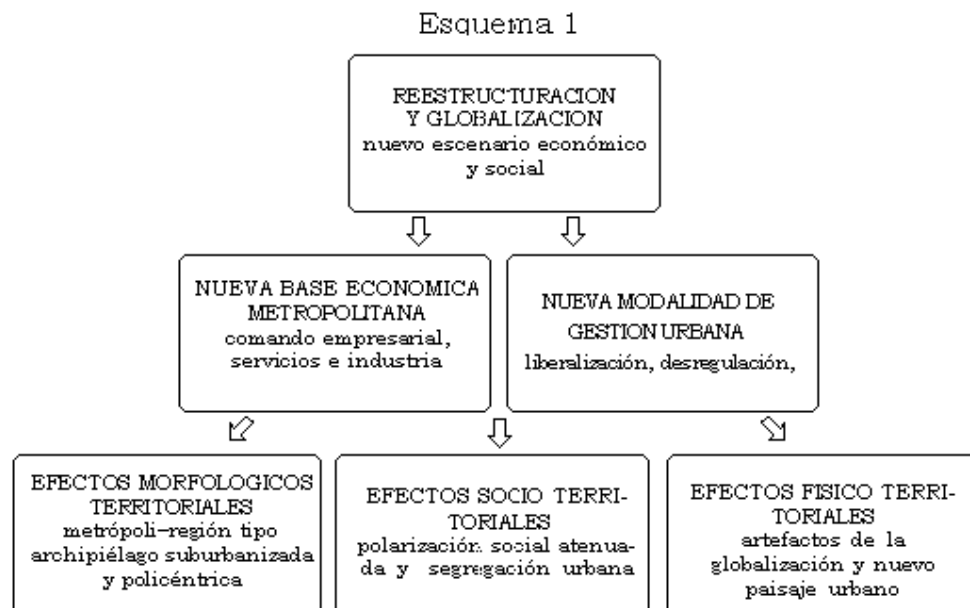 Esquema 1
REESTRUCTURACION
Y GLOBALIZACION
nuevo escenario económico
y social
NUEVA BASE ECONOMICA
METROPOLITANA
comando empresarial,
servicios e industria
NUEVA MODALIDAD DE
GESTION URBANA
liberalización, desregulación,
EFECTOS MORFOLOGICOS
TERRITORIALES
metrópoli-región tipo
archipiélago suburbanizada
y policéntrica
EFECTOS SOCIO TERRI-
TORIALES
polarización social atenua-
da y segregación urbana
EFECTOS FISICO TERRI-
TORIALES
artefactos de la
globalización y nuevo
paisaje urbano